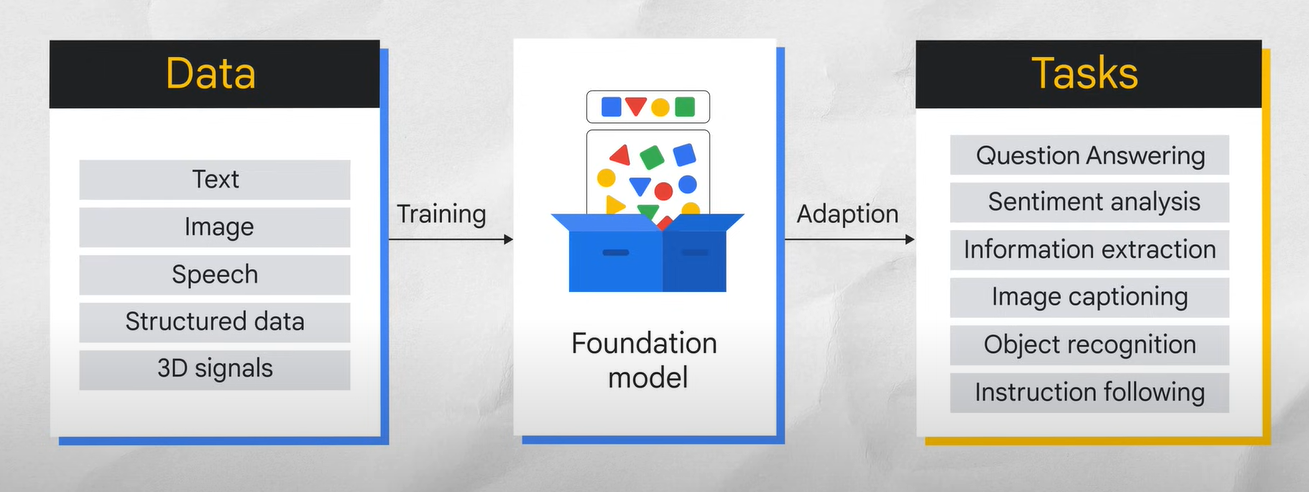 Data
Text
Image
Speech
Structured data
3D signals
Training
Foundation
model
Adaption
Tasks
Question Answering
Sentiment analysis
Information extraction
Image captioning
Object recognition
Instruction following